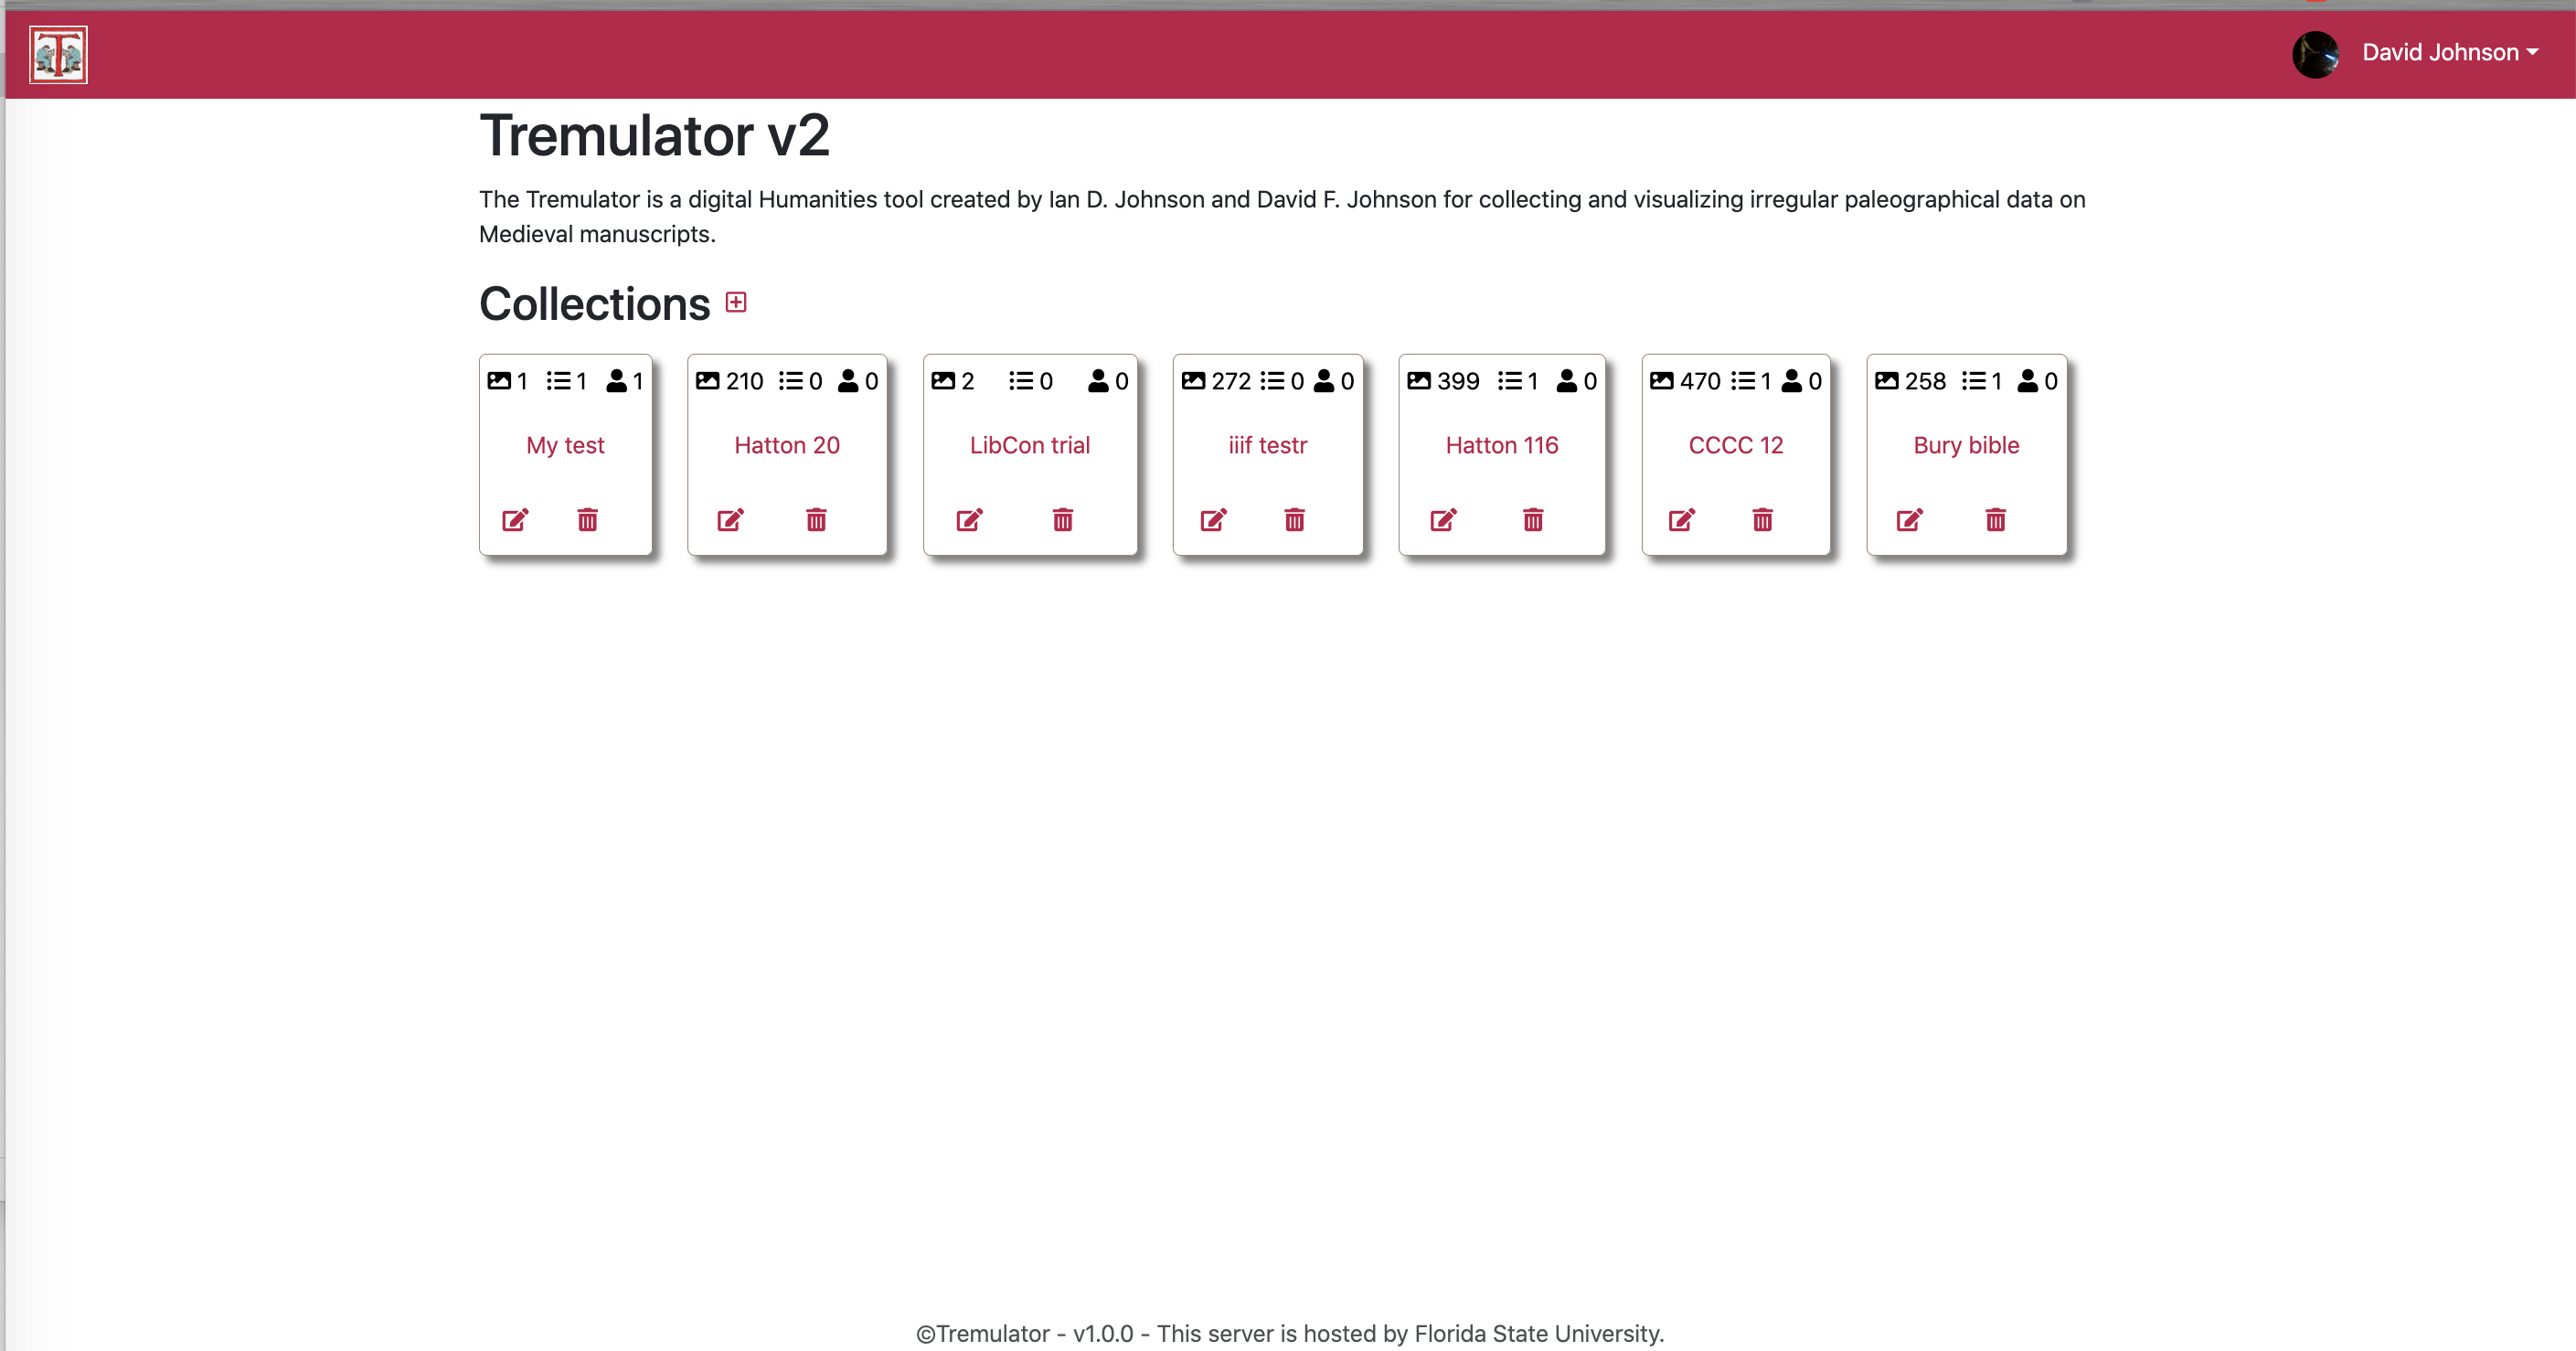 T
David Johnson
Tremulator v2
The Tremulator is a digital Humanities tool created by Ian D. Johnson and David F. Johnson for collecting and visualizing irregular paleographical data on
Medieval manuscripts.
Collections
1 1 1
My test
210 0 0
Hatton 20
2 0 0
LibCon trial
272 0 0
iiif testr
399 1 0
Hatton 116
470 1 0
CCCC 12
258 1 0
Bury bible
©Tremulator - v1.0.0 - This server is hosted by Florida State University.